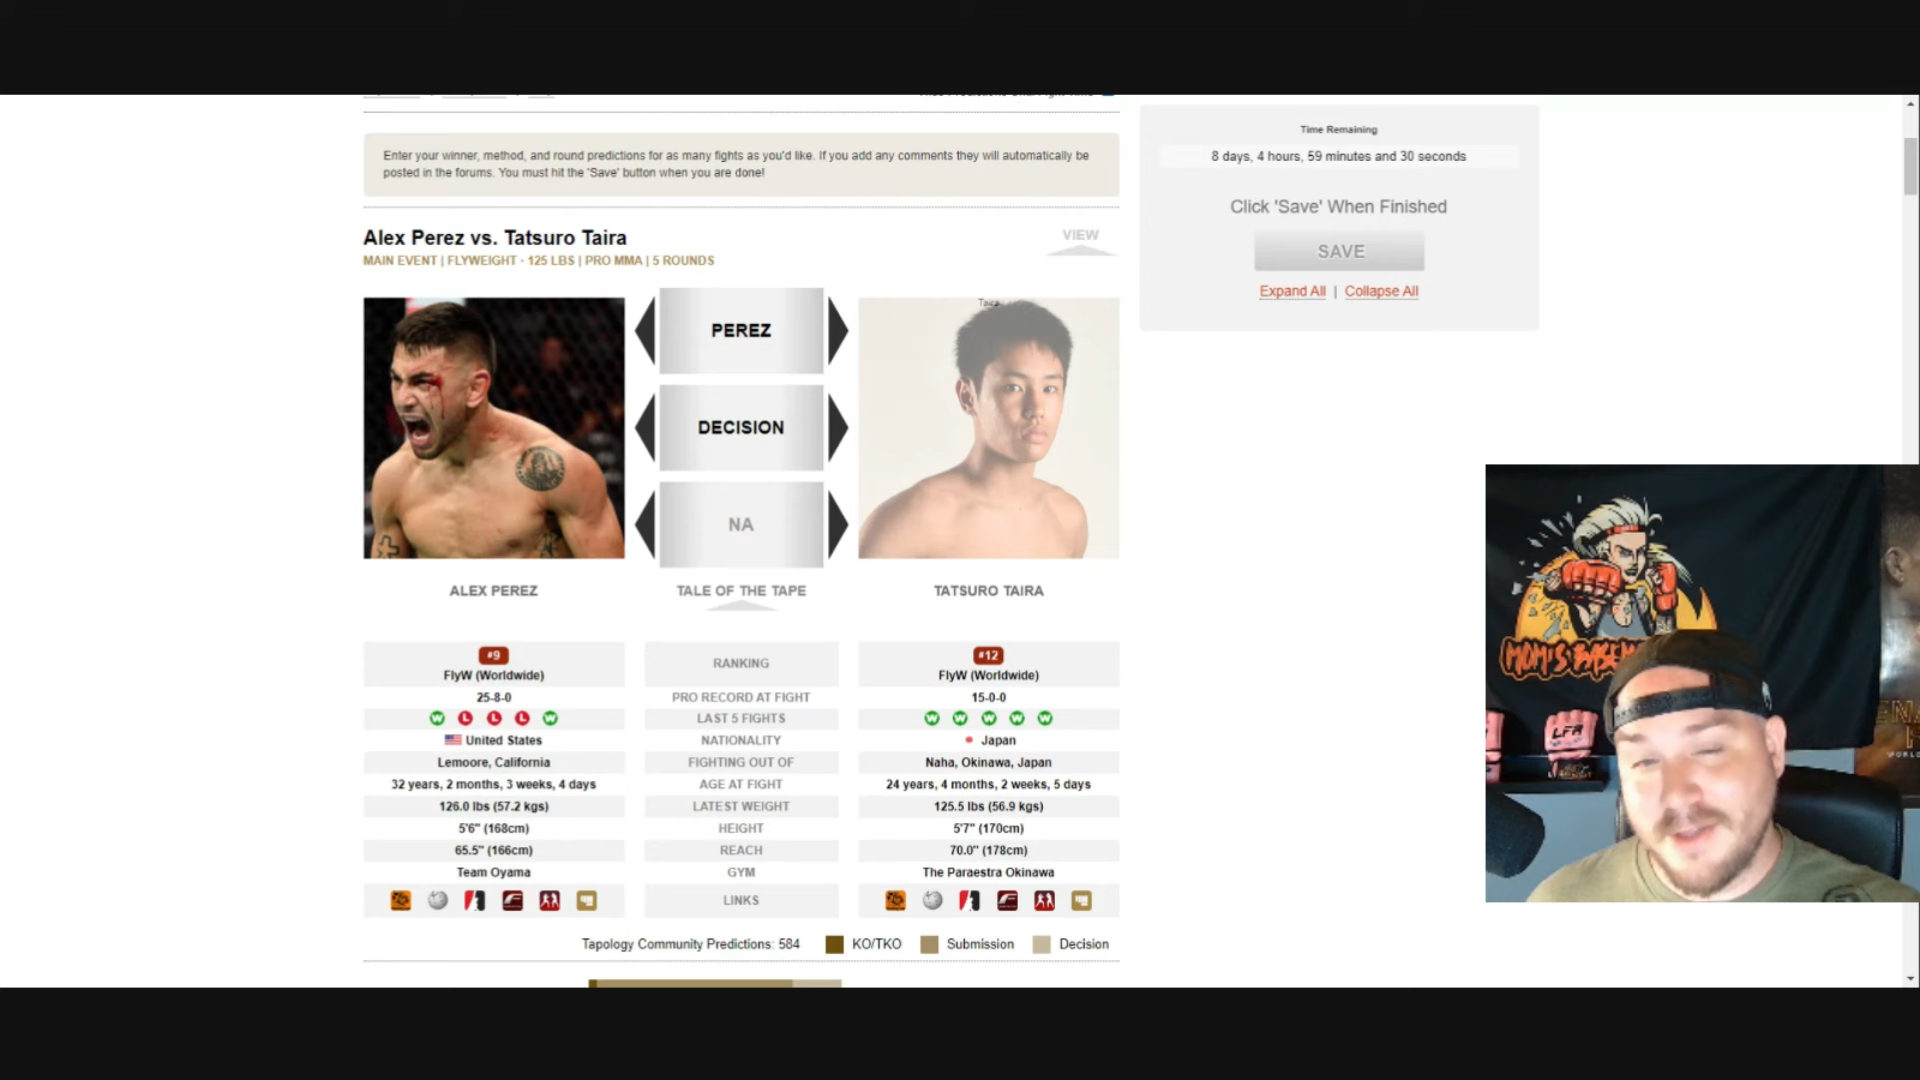 Enter your winner, method, and round predictions for as many fights as you'd like. If you add any comments they will automatically be
posted in the forums. You must hit the 'Save' button when you are done!
Time Remaining
8 days, 4 hours, 59 minutes and 30 seconds
Click 'Save' When Finished
SAVE
Expand All | Collapse All
Alex Perez vs. Tatsuro Taira
VIEW
MAIN EVENT | FLYWEIGHT · 125 LBS | PRO MMA | 5 ROUNDS
Taira
PEREZ
DECISION
NA
ALEX PEREZ
TALE OF THE TAPE
TATSURO TAIRA
#9
FlyW (Worldwide)
RANKING
#12
FlyW (Worldwide)
25-8-0
PRO RECORD AT FIGHT
15-0-0
W L L L W
LAST 5 FIGHTS
W W W W W
United States
NATIONALITY
Japan
Lemoore, California
FIGHTING OUT OF
Naha, Okinawa, Japan
32 years, 2 months, 3 weeks, 4 days
AGE AT FIGHT
24 years, 4 months, 2 weeks, 5 days
126.0 lbs (57.2 kgs)
LATEST WEIGHT
125.5 lbs (56.9 kgs)
5'6" (168cm)
HEIGHT
5'7" (170cm)
65.5" (166cm)
REACH
70.0" (178cm)
Team Oyama
GYM
The Paraestra Okinawa
LINKS
Tapology Community Predictions: 584
KO/TKO
Submission
Decision
MOM'S
LFA